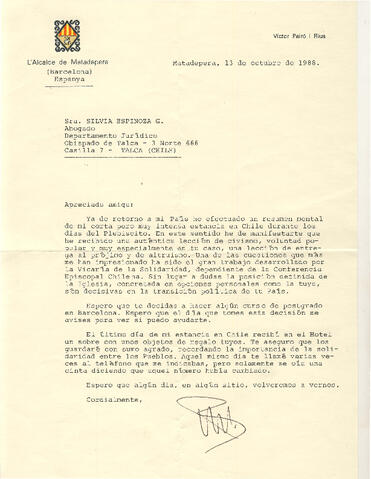 Víctor Peiró i Rius
L'Alcalde de Matadepera
(Barcelona)
Espanya
Matadepera, 13 de octubre de 1988.
Sra. SILVIA ESPINOZA G.
Abogado
Departamento Jurídico
Obispado de Talca - 3 Norte 666
Casilla 7 - TALCA (CHILE)
Apreciada amiga:
Ya de retorno a mi País he efectuado un resumen mental
de mi corta pero muy intensa estancia en Chile durante los
días del Plebiscito. En este sentido he de manifestarte que
he recibido una auténtica lección de civismo, voluntad po-
pular y muy especialmente en tu caso, una lección de entre-
ga al prójimo y de altruismo. Una de las cuestiones que más
me han impresionado ha sido el gran trabajo desarrollado por
la Vicaría de la Solidaridad, dependiente de la Conferencia
Episcopal Chilena. Sin lugar a dudas la posición definida de
la Iglesia, concretada en opciones personales como la tuya,
són decisivas en la transición política de tu País.
Espero que te decidas a hacer algún curso de postgrado
en Barcelona. Espero que el día que tomes esta decisión me
avises para ver si puedo ayudarte.
El último día de mi estancia en Chile recibí en el Hotel
un sobre con unos objetos de regalo tuyos. Te aseguro que los
guardaré con sumo agrado, recordando la importancia de la soli-
daridad entre los Pueblos. Aquel mismo día te llamé varias ve-
ces al teléfono que me indicabas, pero solamente se oía una
cinta diciendo que aquel número había cambiado.
Espero que algún día, en algún sitio, volveremos a vernos.
Cordialmente,